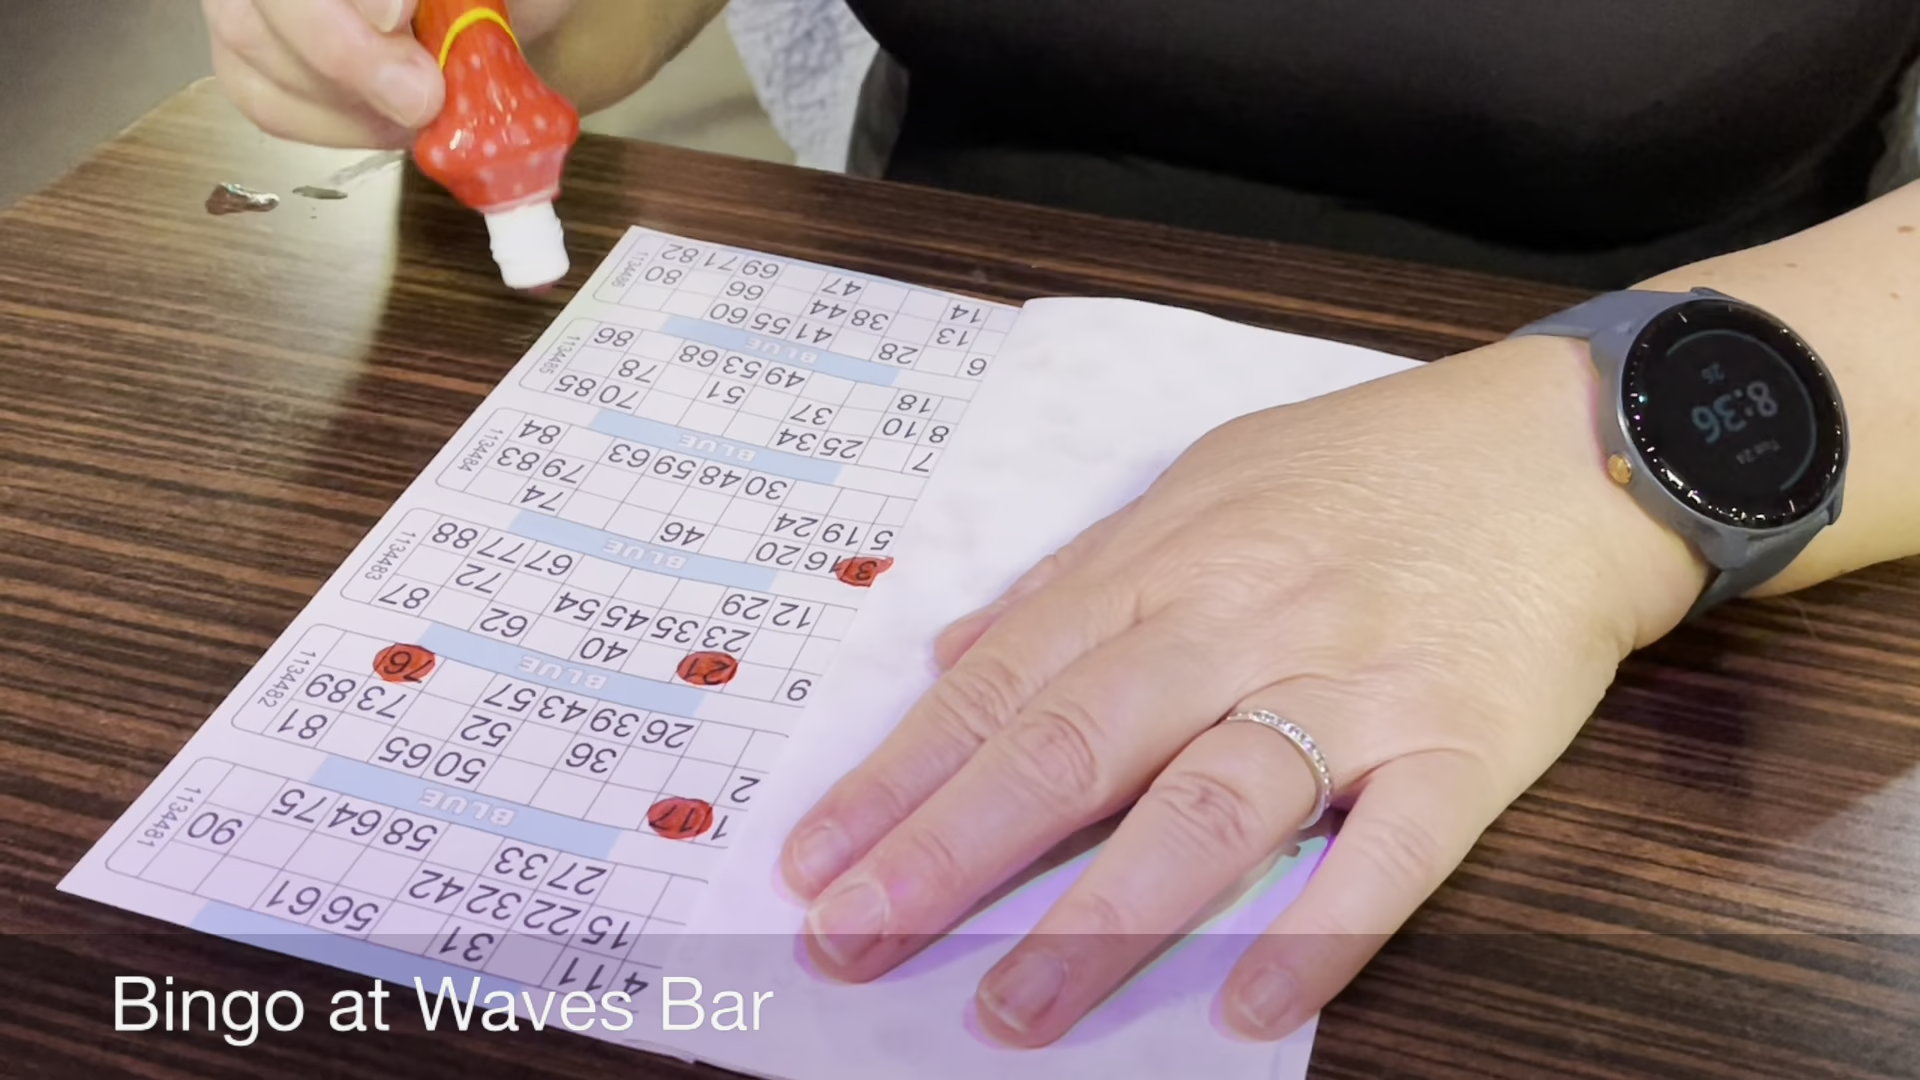 4 11 31 56 61
15 22 32 42 90
27 33 58 64 75
1134481
BLUE
1 17 50 65 81
2 36 52 73 89
26 39 43 57 76
1134482
BLUE
9 21 40 62 87
23 35 45 54 72
12 29 67 77 88
1134483
BLUE
3 16 20 46 74
5 19 24 79 83
30 48 59 63 84
1134484
BLUE
7 25 34 70 85
8 10 37 51 78
18 49 53 68 86
1134485
BLUE
6 28 41 55 60
13 38 44 66 80
14 47 69 71 82
1134486
Tue 24
8:36
26
Bingo at Waves Bar